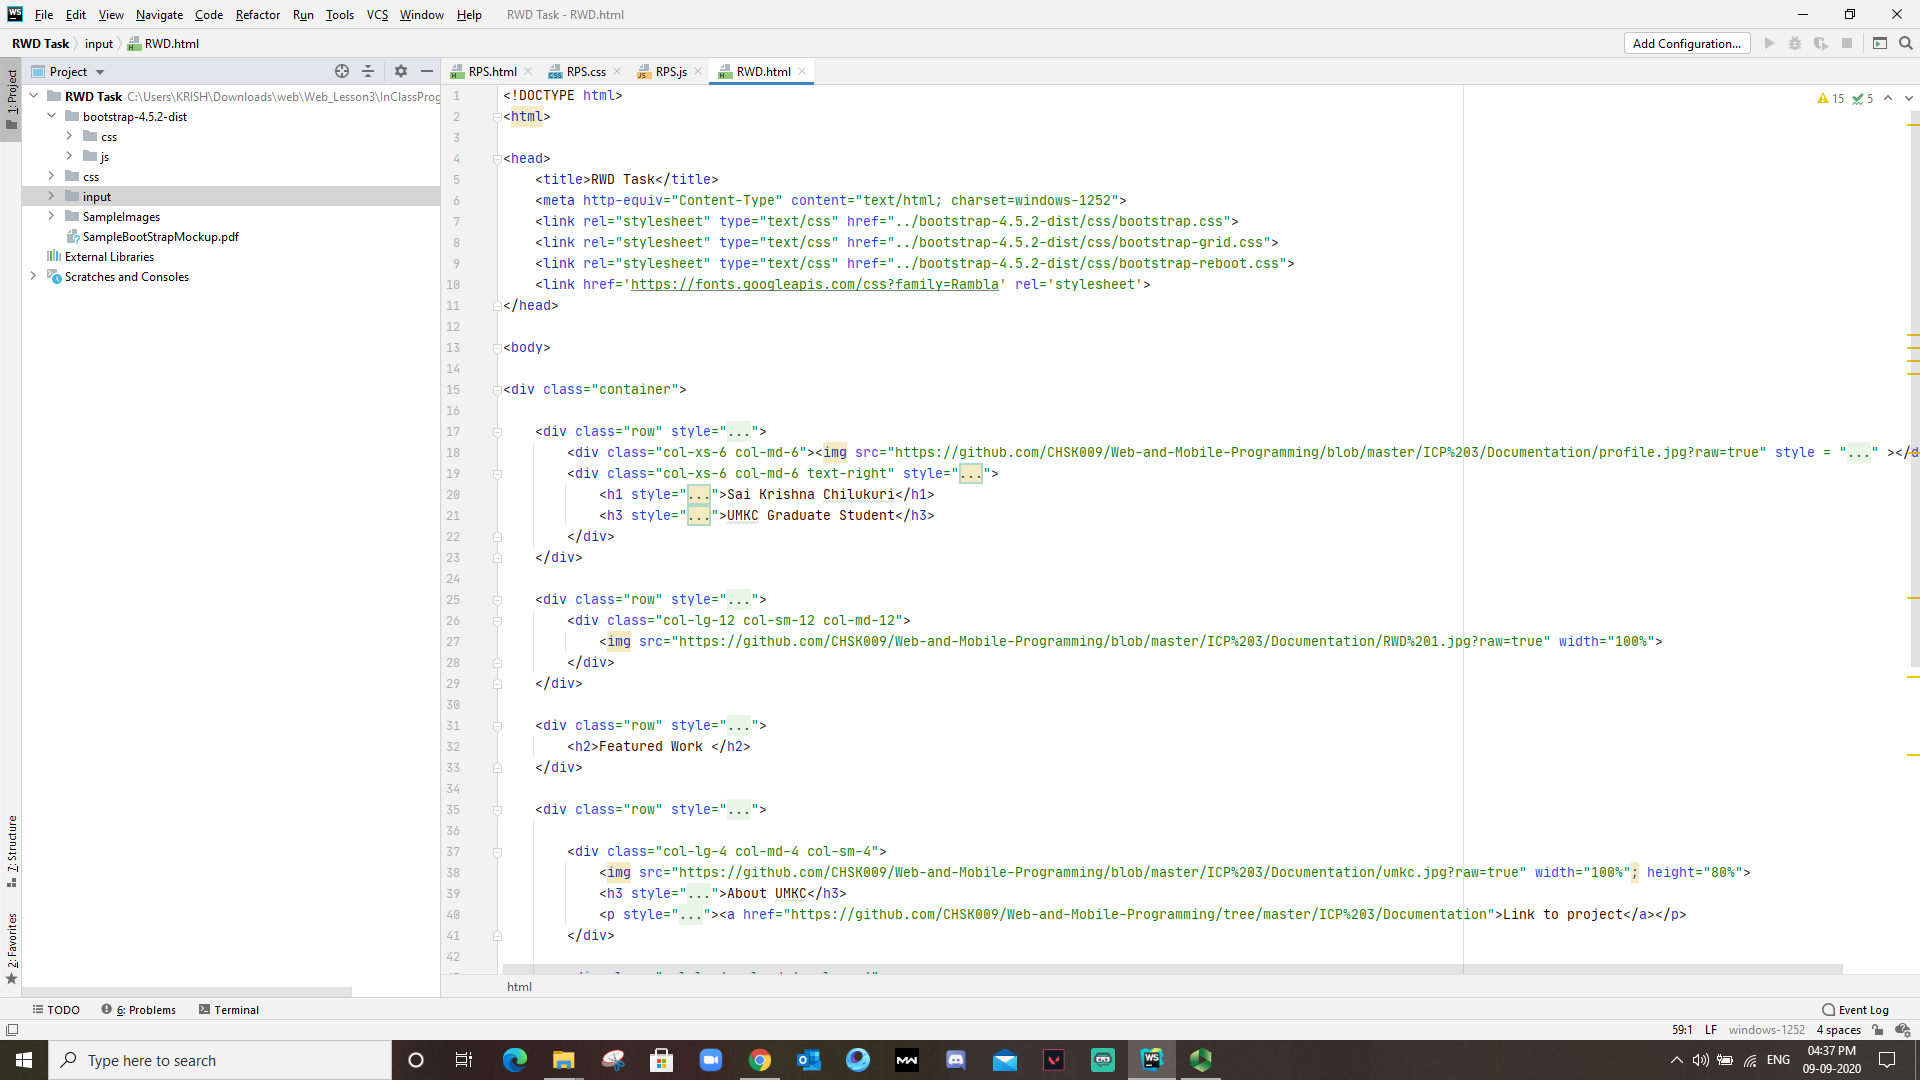 File Edit View Navigate Code Refactor Run Tools VCS Window Help RWD Task - RWD.html
RWD Task input RWD.html Add Configuration...
Project
RPS.html RPS.css RPS.js RWD.html
1: Project
RWD Task C:\Users\KRISH\Downloads\web\Web_Lesson3\InClassProg
bootstrap-4.5.2-dist
css
js
css
input
SampleImages
SampleBootStrapMockup.pdf
External Libraries
Scratches and Consoles
7: Structure
2: Favorites
15 5
1 <!DOCTYPE html>
2 <html>
3
4 <head>
5 <title>RWD Task</title>
6 <meta http-equiv="Content-Type" content="text/html; charset=windows-1252">
7 <link rel="stylesheet" type="text/css" href="../bootstrap-4.5.2-dist/css/bootstrap.css">
8 <link rel="stylesheet" type="text/css" href="../bootstrap-4.5.2-dist/css/bootstrap-grid.css">
9 <link rel="stylesheet" type="text/css" href="../bootstrap-4.5.2-dist/css/bootstrap-reboot.css">
10 <link href='https://fonts.googleapis.com/css?family=Rambla' rel='stylesheet'>
11 </head>
12
13 <body>
14
15 <div class="container">
16
17 <div class="row" style="...">
18 <div class="col-xs-6 col-md-6"><img src="https://github.com/CHSK009/Web-and-Mobile-Programming/blob/master/ICP%203/Documentation/profile.jpg?raw=true" style = "..." ></d
19 <div class="col-xs-6 col-md-6 text-right" style="...">
20 <h1 style="...">Sai Krishna Chilukuri</h1>
21 <h3 style="...">UMKC Graduate Student</h3>
22 </div>
23 </div>
24
25 <div class="row" style="...">
26 <div class="col-lg-12 col-sm-12 col-md-12">
27 <img src="https://github.com/CHSK009/Web-and-Mobile-Programming/blob/master/ICP%203/Documentation/RWD%201.jpg?raw=true" width="100%">
28 </div>
29 </div>
30
31 <div class="row" style="...">
32 <h2>Featured Work </h2>
33 </div>
34
35 <div class="row" style="...">
36
37 <div class="col-lg-4 col-md-4 col-sm-4">
38 <img src="https://github.com/CHSK009/Web-and-Mobile-Programming/blob/master/ICP%203/Documentation/umkc.jpg?raw=true" width="100%"; height="80%">
39 <h3 style="...">About UMKC</h3>
40 <p style="..."><a href="https://github.com/CHSK009/Web-and-Mobile-Programming/tree/master/ICP%203/Documentation">Link to project</a></p>
41 </div>
42
html
TODO 6: Problems Terminal Event Log
59:1 LF windows-1252 4 spaces
Type here to search
ENG 04:37 PM
09-09-2020